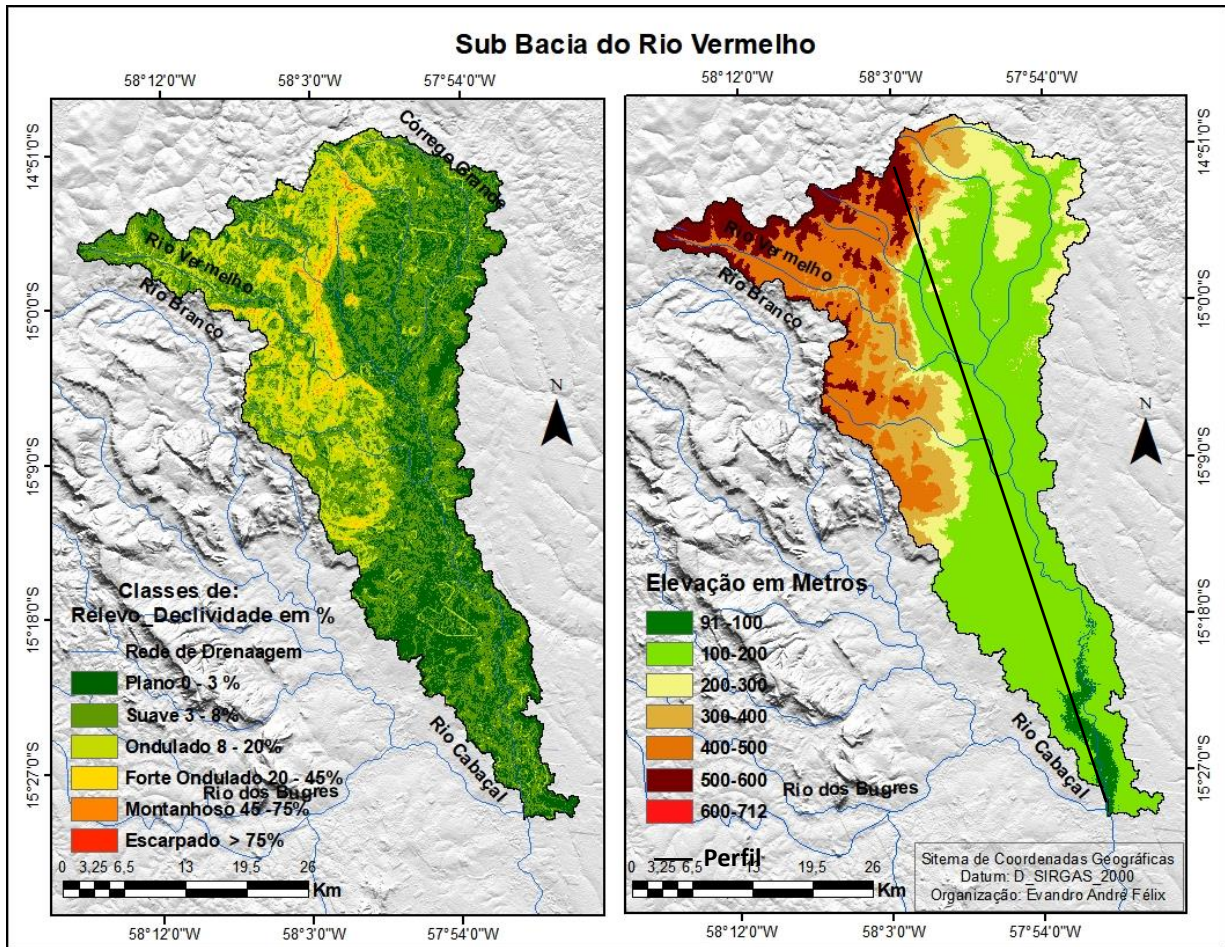 Sub Bacia do Rio Vermelho
58°12'0"W
58°3'0"W
57°54'0"W
14°51'0"S
15°0'0"S
15°9'0"S
15°18'0"S
15°27'0"S
Córrego Grande
Rio Vermelho
Rio Branco
N
Classes de:
Relevo_Declividade em %
Rede de Drenaagem
Plano 0 - 3 %
Suave 3 - 8%
Ondulado 8 - 20%
Forte Ondulado 20 - 45%
Rio dos Bugres
Montanhoso 45 -75%
Escarpado > 75%
Rio Cabaçal
0 3,25 6,5 13 19,5 26
Km
58°12'0"W
58°3'0"W
57°54'0"W
58°12'0"W
58°3'0"W
57°54'0"W
14°51'0"S
15°0'0"S
15°9'0"S
15°18'0"S
15°27'0"S
Rio Vermelho
Rio Branco
N
Elevação em Metros
91 -100
100-200
200-300
300-400
400-500
500-600
600-712
Perfil
Rio Cabaçal
Rio dos Bugres
0 3,25 6,5 13 19,5 26
Km
Sitema de Coordenadas Geográficas
Datum: D_SIRGAS_2000
Organização: Evandro André Félix
58°12'0"W
58°3'0"W
57°54'0"W